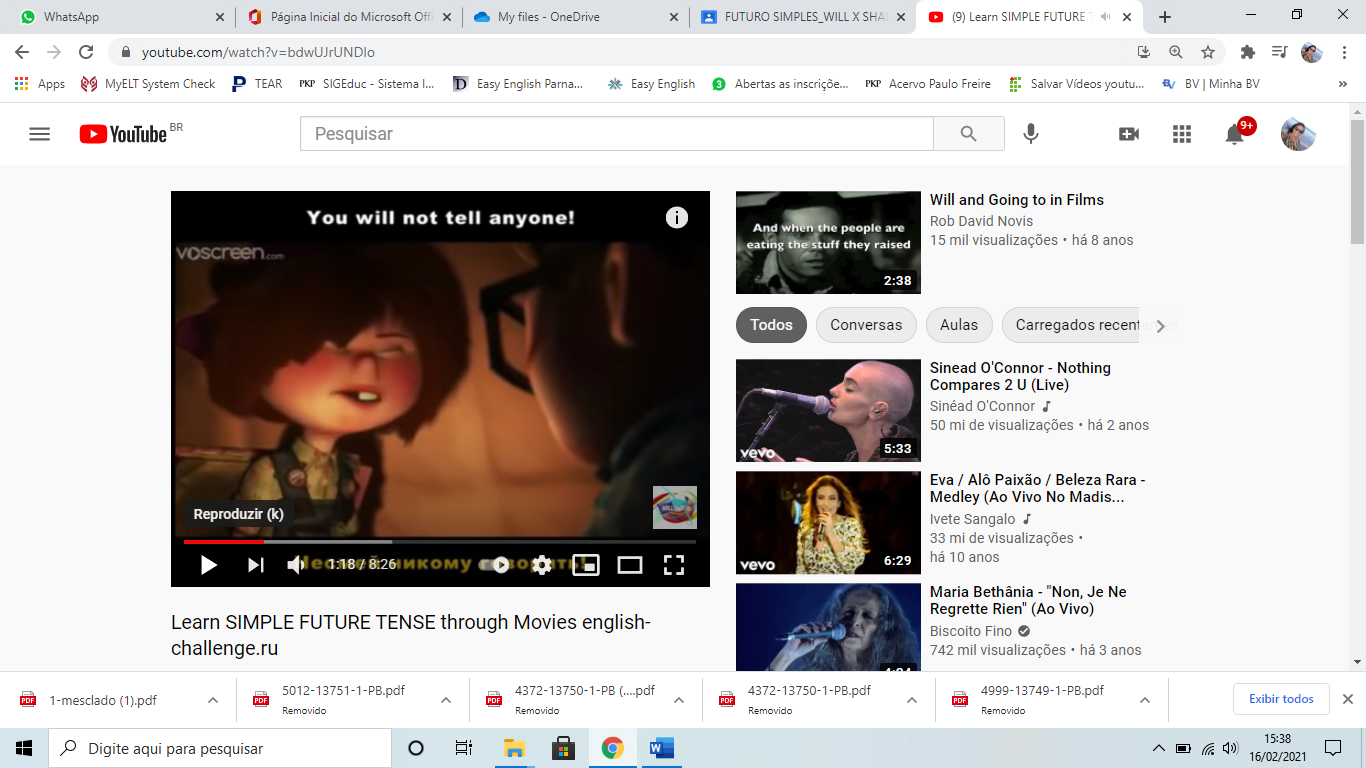 WhatsApp
Página Inicial do Microsoft Offi
My files - OneDrive
FUTURO SIMPLES_WILL X SHA
(9) Learn SIMPLE FUTURE T
youtube.com/watch?v=bdwUJrUNDIo
Apps
MyELT System Check
TEAR
PKP SIGEduc - Sistema I...
Easy English Parna...
Easy English
3 Abertas as inscriçõe...
PKP Acervo Paulo Freire
Salvar Vídeos youtu...
BV | Minha BV
YouTube BR
Pesquisar
9+
You will not tell anyone!
voscreen.com
Reproduzir (k)
1:18 / 8:26
Learn SIMPLE FUTURE TENSE through Movies english-
challenge.ru
And when the people are
eating the stuff they raised
2:38
Will and Going to in Films
Rob David Novis
15 mil visualizações • há 8 anos
Todos
Conversas
Aulas
Carregados recent
vevo
5:33
Sinead O'Connor - Nothing
Compares 2 U (Live)
Sinéad O'Connor
50 mi de visualizações • há 2 anos
vevo
6:29
Eva / Alô Paixão / Beleza Rara -
Medley (Ao Vivo No Madis...
Ivete Sangalo
33 mi de visualizações •
há 10 anos
Maria Bethânia - "Non, Je Ne
Regrette Rien" (Ao Vivo)
Biscoito Fino
742 mil visualizações • há 3 anos
PDF 1-mesclado (1).pdf
PDF 5012-13751-1-PB.pdf
Removido
PDF 4372-13750-1-PB (....pdf
Removido
PDF 4372-13750-1-PB.pdf
Removido
PDF 4999-13749-1-PB.pdf
Removido
Exibir todos
Digite aqui para pesquisar
15:38
16/02/2021